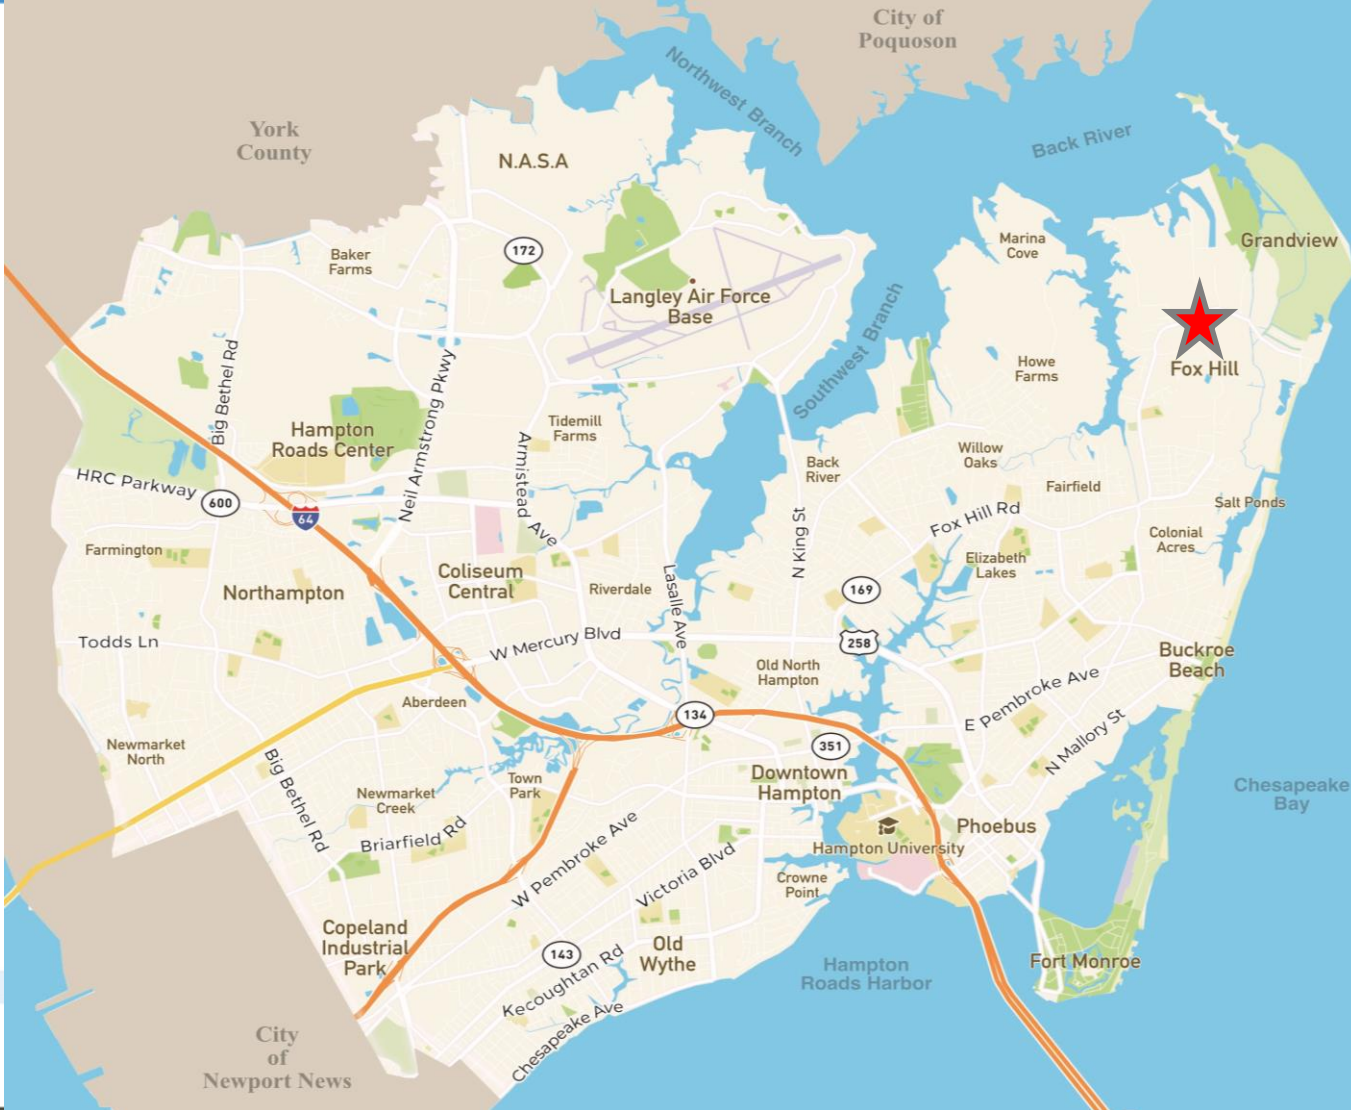 City of
Poquoson
Northwest Branch
Back River
York
County
N.A.S.A
172
Baker
Farms
Marina
Cove
Grandview
Langley Air Force
Base
Southwest Branch
Big Bethel Rd
Neil Armstrong Pkwy
Howe
Farms
Fox Hill
Hampton
Roads Center
Tidemill
Farms
Armistead Ave
Back
River
Willow
Oaks
HRC Parkway
600
64
Fairfield
Salt Ponds
Fox Hill Rd
N King St
Colonial
Acres
Farmington
Elizabeth
Lakes
Northampton
Coliseum
Central
Riverdale
Lasalle Ave
169
Todds Ln
W Mercury Blvd
258
Buckroe
Beach
Old North
Hampton
E Pembroke Ave
Aberdeen
134
N Mallory St
351
Newmarket
North
Big Bethel Rd
Town
Park
Downtown
Hampton
Chesapeake
Bay
Newmarket
Creek
Briarfield Rd
W Pembroke Ave
Phoebus
Hampton University
Victoria Blvd
Crowne
Point
Copeland
Industrial
Park
143
Old
Wythe
Kecoughtan Rd
Hampton
Roads Harbor
Fort Monroe
Chesapeake Ave
City
of
Newport News